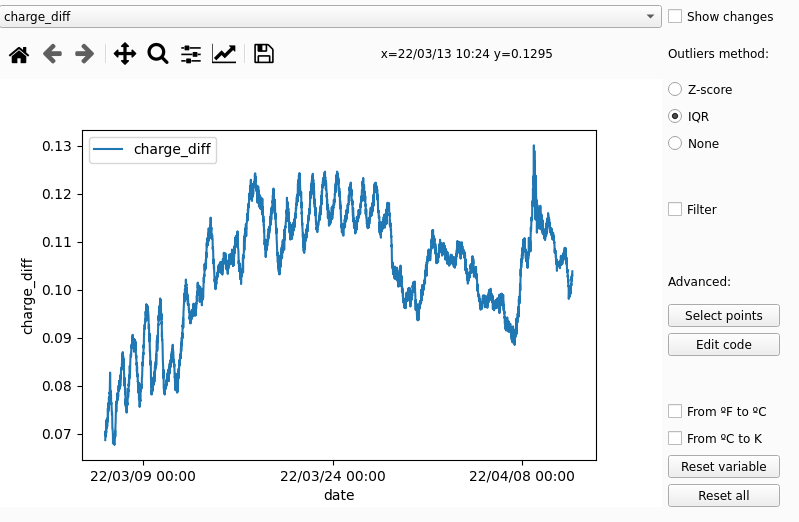 charge_diff
Show changes
x=22/03/13 10:24 y=0.1295
Outliers method:
Z-score
IQR
None
Filter
Advanced:
Select points
Edit code
From ºF to ºC
From ºC to K
Reset variable
Reset all
charge_diff
0.13
0.12
0.11
0.10
0.09
0.08
0.07
charge_diff
22/03/09 00:00
22/03/24 00:00
22/04/08 00:00
date